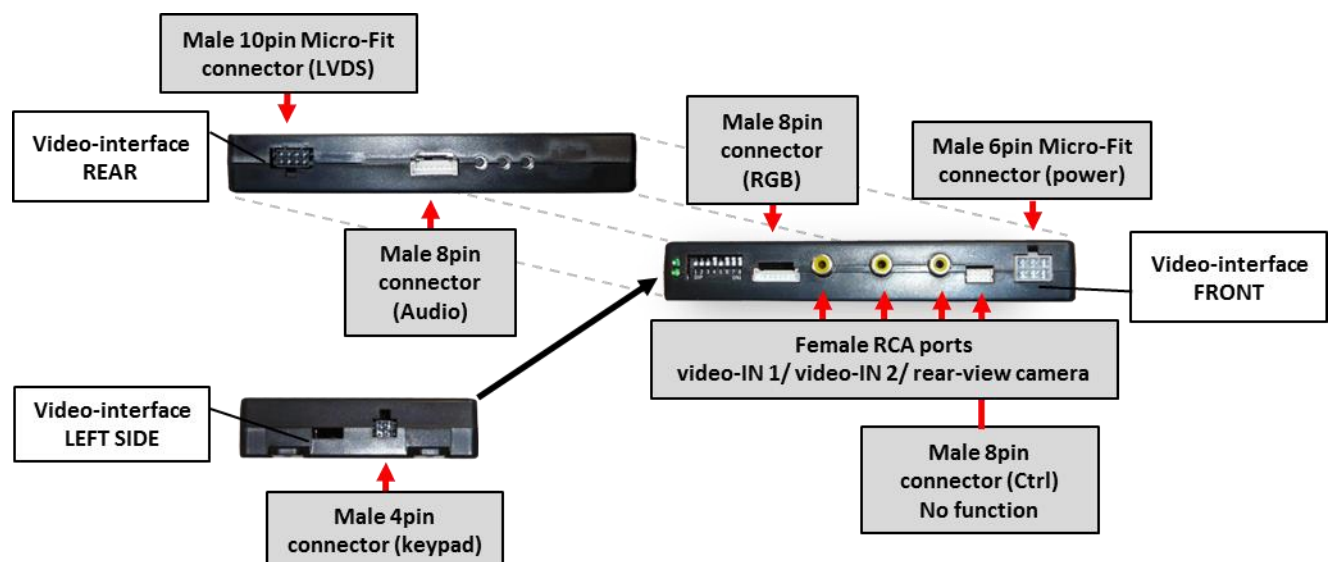 Male 10pin Micro-Fit
connector (LVDS)
Video-interface
REAR
Male 8pin
connector
(RGB)
Male 6pin Micro-Fit
connector (power)
Male 8pin
connector
(Audio)
Video-interface
FRONT
Female RCA ports
video-IN 1/ video-IN 2/ rear-view camera
Video-interface
LEFT SIDE
Male 8pin
connector (Ctrl)
No function
Male 4pin
connector (keypad)